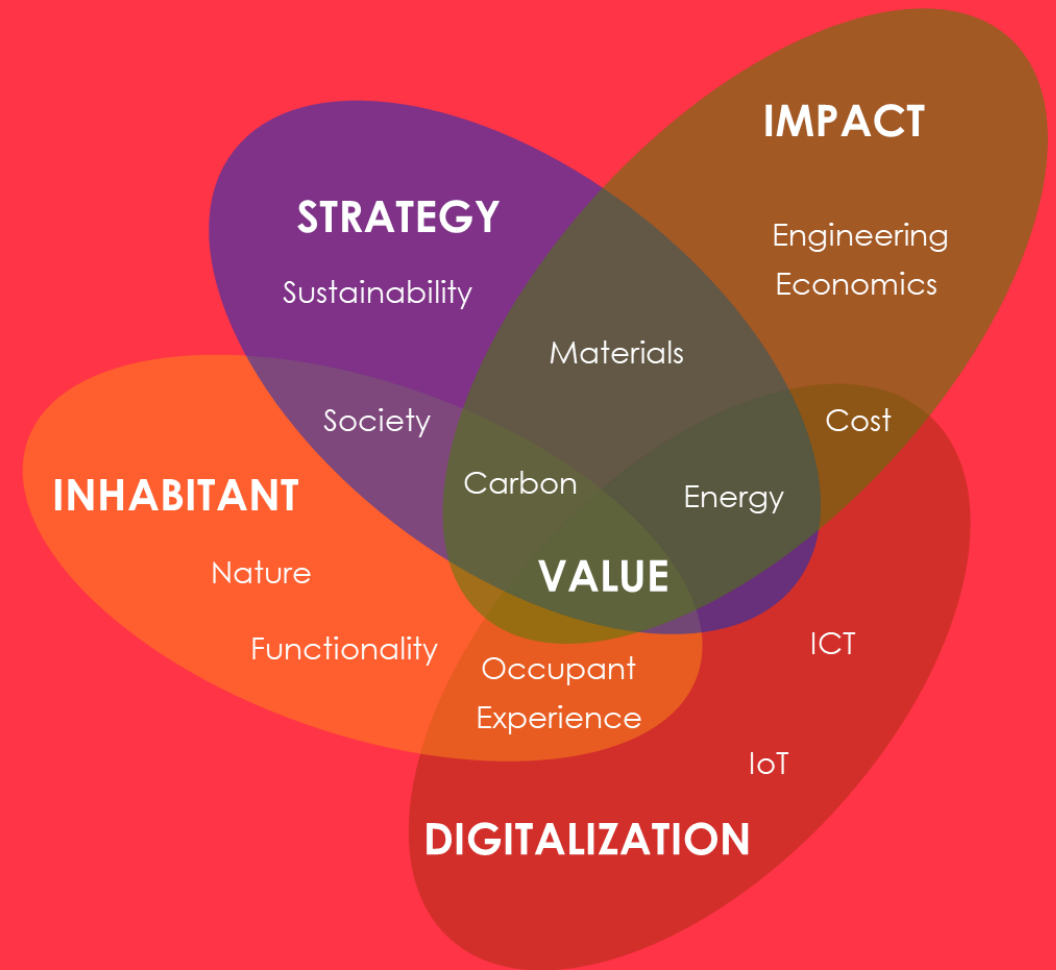 IMPACT
STRATEGY
Engineering
Economics
Sustainability
Materials
Society
Cost
Carbon
Energy
INHABITANT
Nature
VALUE
Functionality
ICT
Occupant
Experience
IoT
DIGITALIZATION